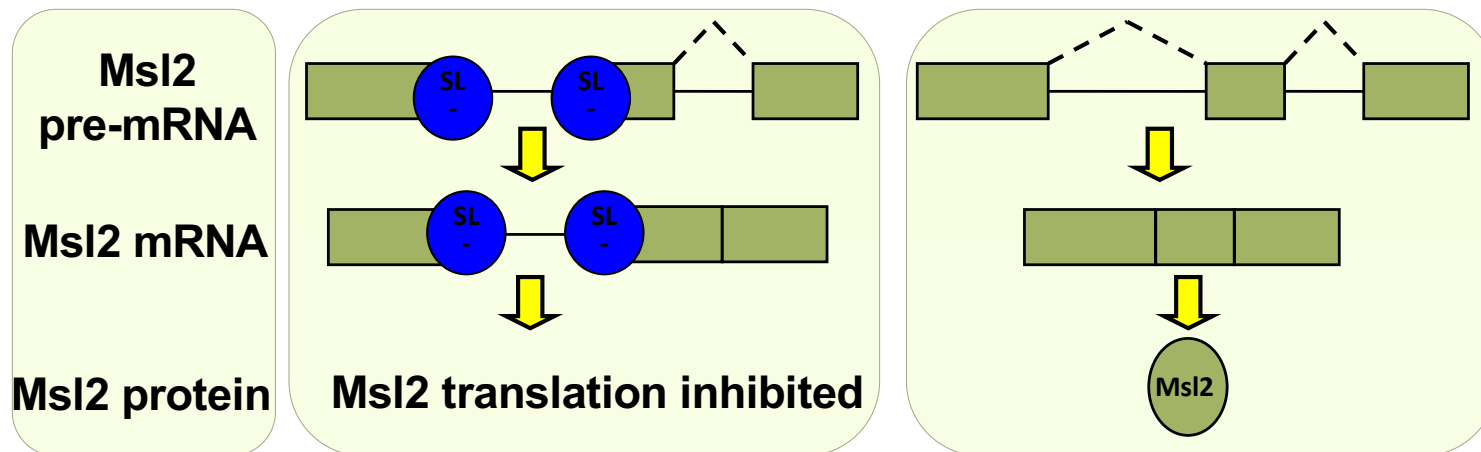 Msl2
pre-mRNA
SL
-
SL
-
Msl2 mRNA
SL
-
SL
-
Msl2 protein
Msl2 translation inhibited
Msl2